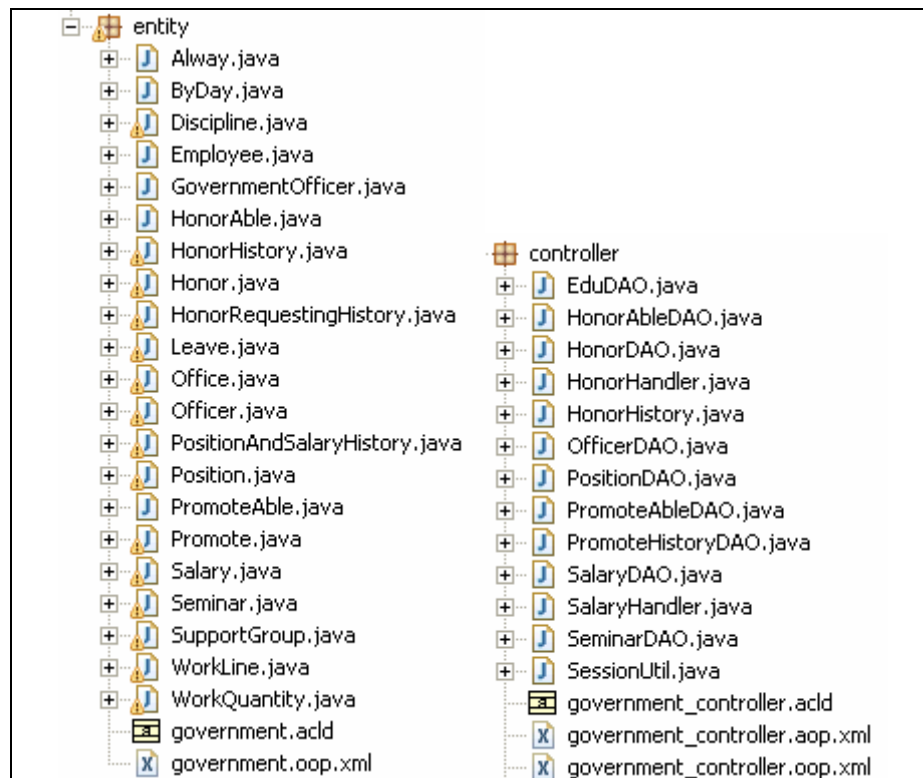 entity
Alway.java
ByDay.java
Discipline.java
Employee.java
GovernmentOfficer.java
HonorAble.java
HonorHistory.java
Honor.java
HonorRequestingHistory.java
Leave.java
Office.java
Officer.java
PositionAndSalaryHistory.java
Position.java
PromoteAble.java
Promote.java
Salary.java
Seminar.java
SupportGroup.java
WorkLine.java
WorkQuantity.java
government.acld
government.oop.xml
controller
EduDAO.java
HonorAbleDAO.java
HonorDAO.java
HonorHandler.java
HonorHistory.java
OfficerDAO.java
PositionDAO.java
PromoteAbleDAO.java
PromoteHistoryDAO.java
SalaryDAO.java
SalaryHandler.java
SeminarDAO.java
SessionUtil.java
government_controller.acld
government_controller.aop.xml
government_controller.oop.xml